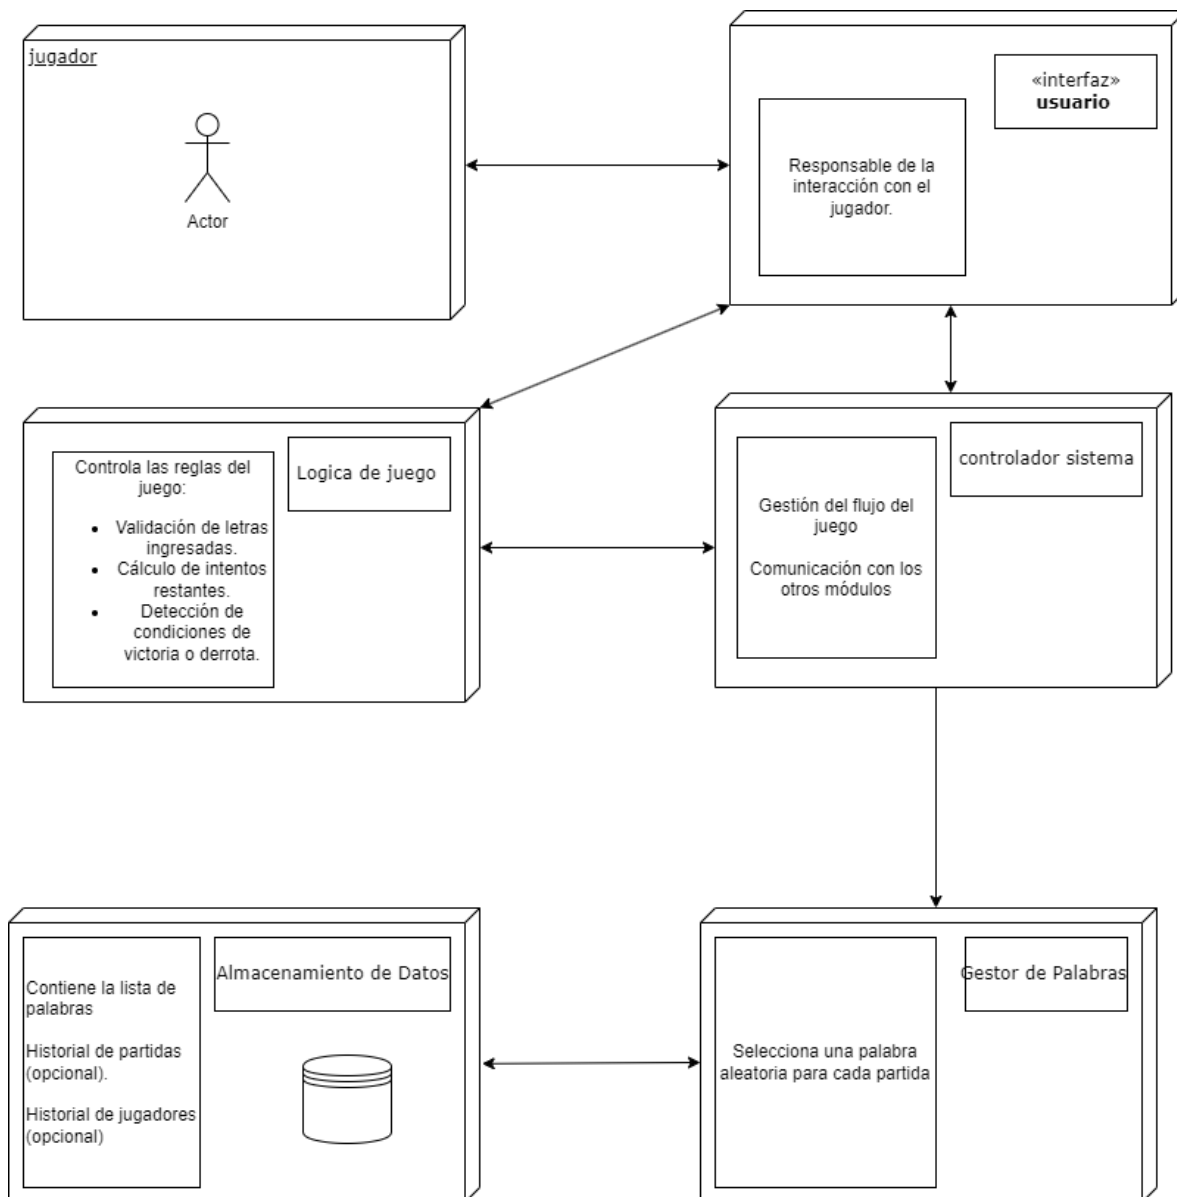 jugador
Actor
«interfaz»
usuario
Responsable de la
interacción con el
jugador.
Controla las reglas del
juego:
• Validación de letras
ingresadas.
• Cálculo de intentos
restantes.
• Detección de
condiciones de
victoria o derrota.
Logica de juego
Gestión del flujo del
juego
Comunicación con los
otros módulos
controlador sistema
Contiene la lista de
palabras
Historial de partidas
(opcional).
Historial de jugadores
(opcional)
Almacenamiento de Datos
Selecciona una palabra
aleatoria para cada partida
Gestor de Palabras